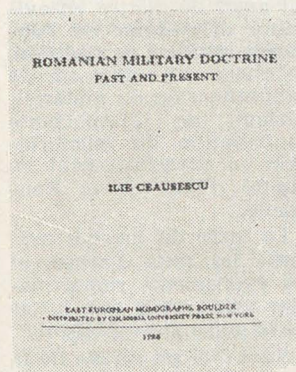 ROMANIAN MILITARY DOCTRINE
PAST AND PRESENT
ILIE CEAUSESCU
EAST EUROPEAN MONOGRAPHS, BOULDER
DISTRIBUTED BY COLUMBIA UNIVERSITY PRESS, NEW YORK
1988